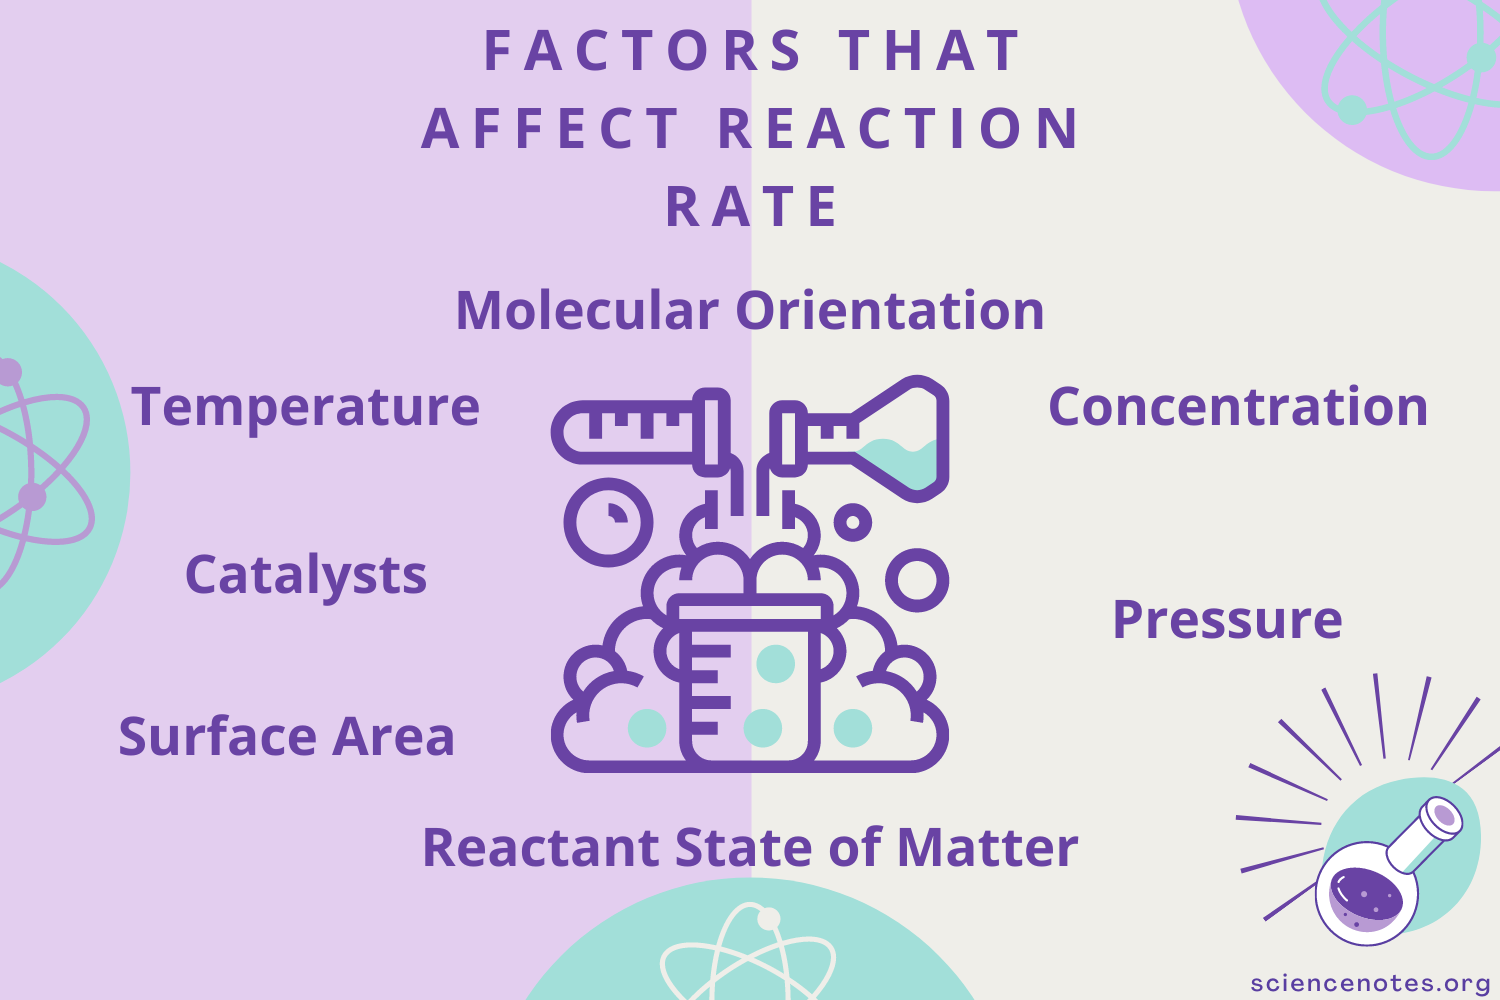 FACTORS THAT
AFFECT REACTION
RATE
Molecular Orientation
Temperature
Concentration
Catalysts
Pressure
Surface Area
Reactant State of Matter
sciencenotes.org